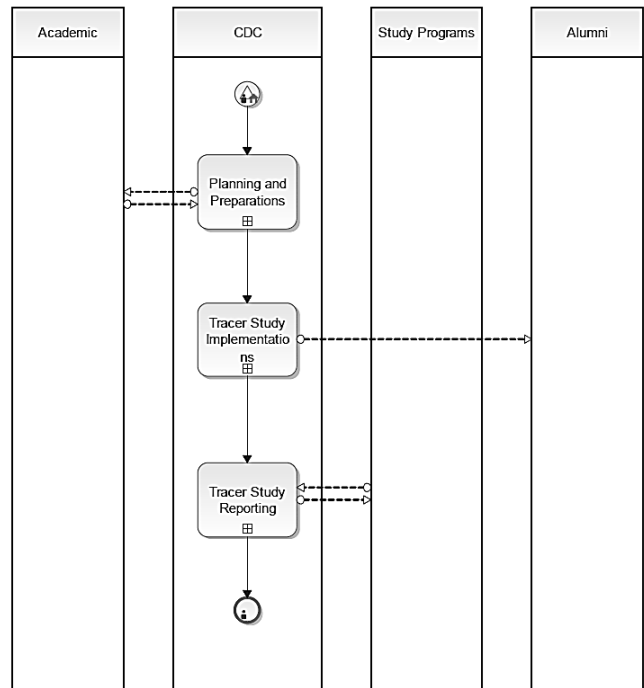 Academic
CDC
Study Programs
Alumni
Planning and
Preparations
Tracer Study
Implementatio
ns
Tracer Study
Reporting